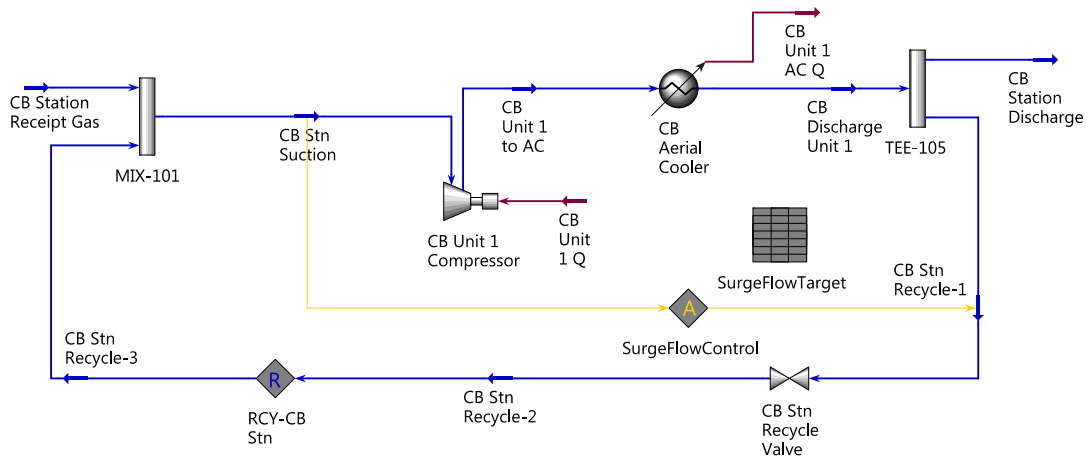 CB
Unit 1
AC Q
CB Station
Receipt Gas
MIX-101
CB Stn
Suction
CB
Unit 1
to AC
CB
Aerial
Cooler
CB
Discharge
Unit 1
TEE-105
CB
Station
Discharge
CB Unit 1
Compressor
CB
Unit
1 Q
SurgeFlowTarget
CB Stn
Recycle-1
A
SurgeFlowControl
CB Stn
Recycle-3
R
RCY-CB
Stn
CB Stn
Recycle-2
CB Stn
Recycle
Valve